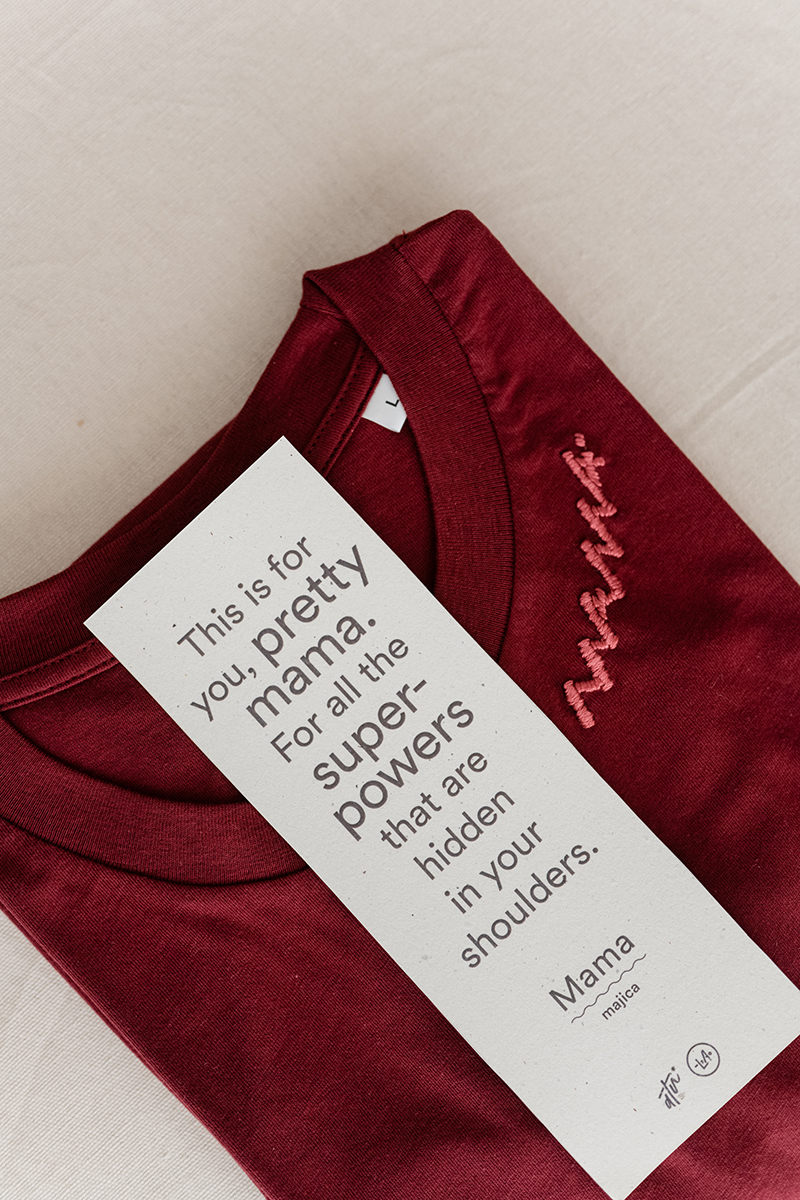 This is for
you, pretty
mama.
For all the
super-
powers
that are
hidden
in your
shoulders.
Mama
majica
L
mama